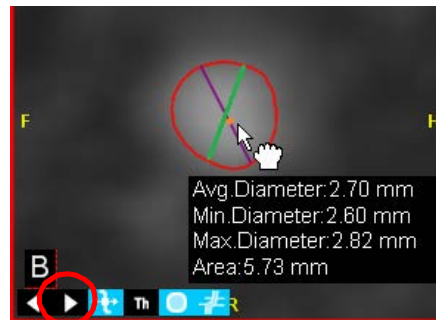 F
H
Avg.Diameter:2.70 mm
Min.Diameter:2.60 mm
Max.Diameter:2.82 mm
Area:5.73 mm
B
Th
R